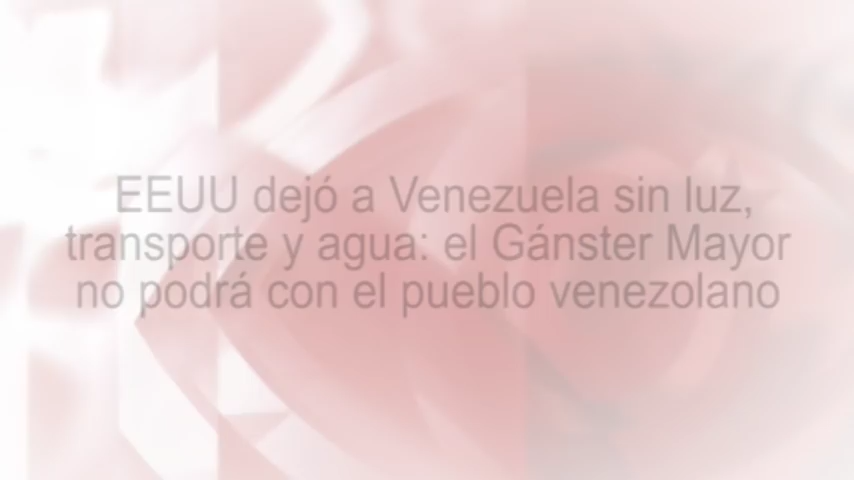 EEUU dejó a Venezuela sin luz,
transporte y agua: el Gánster Mayor
no podrá con el pueblo venezolano